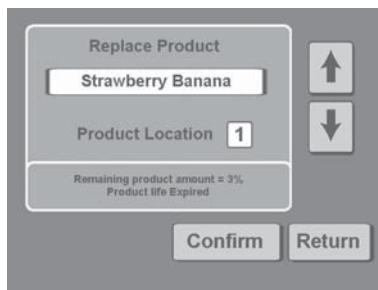 Replace Product
Strawberry Banana
Product Location 1
Remaining product amount = 3%
Product life Expired
Confirm
Return